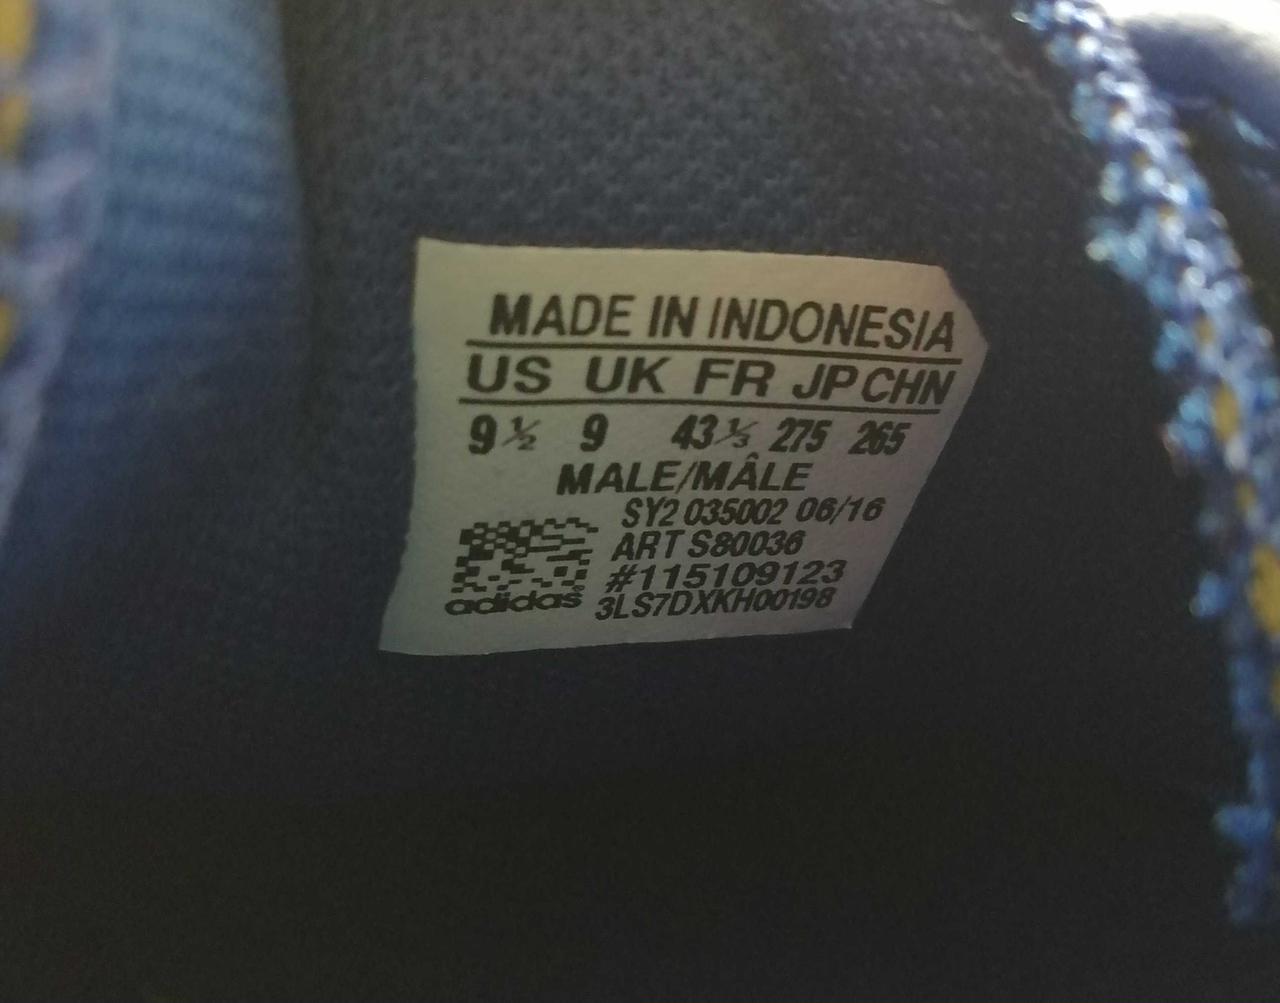 MADE IN INDONESIA
US UK FR JP CHN
9½ 9 43⅓ 275 265
MALE/MÂLE
SY2 035002 06/16
ART S80036
#115109123
adidas® 3LS7DXKH00198